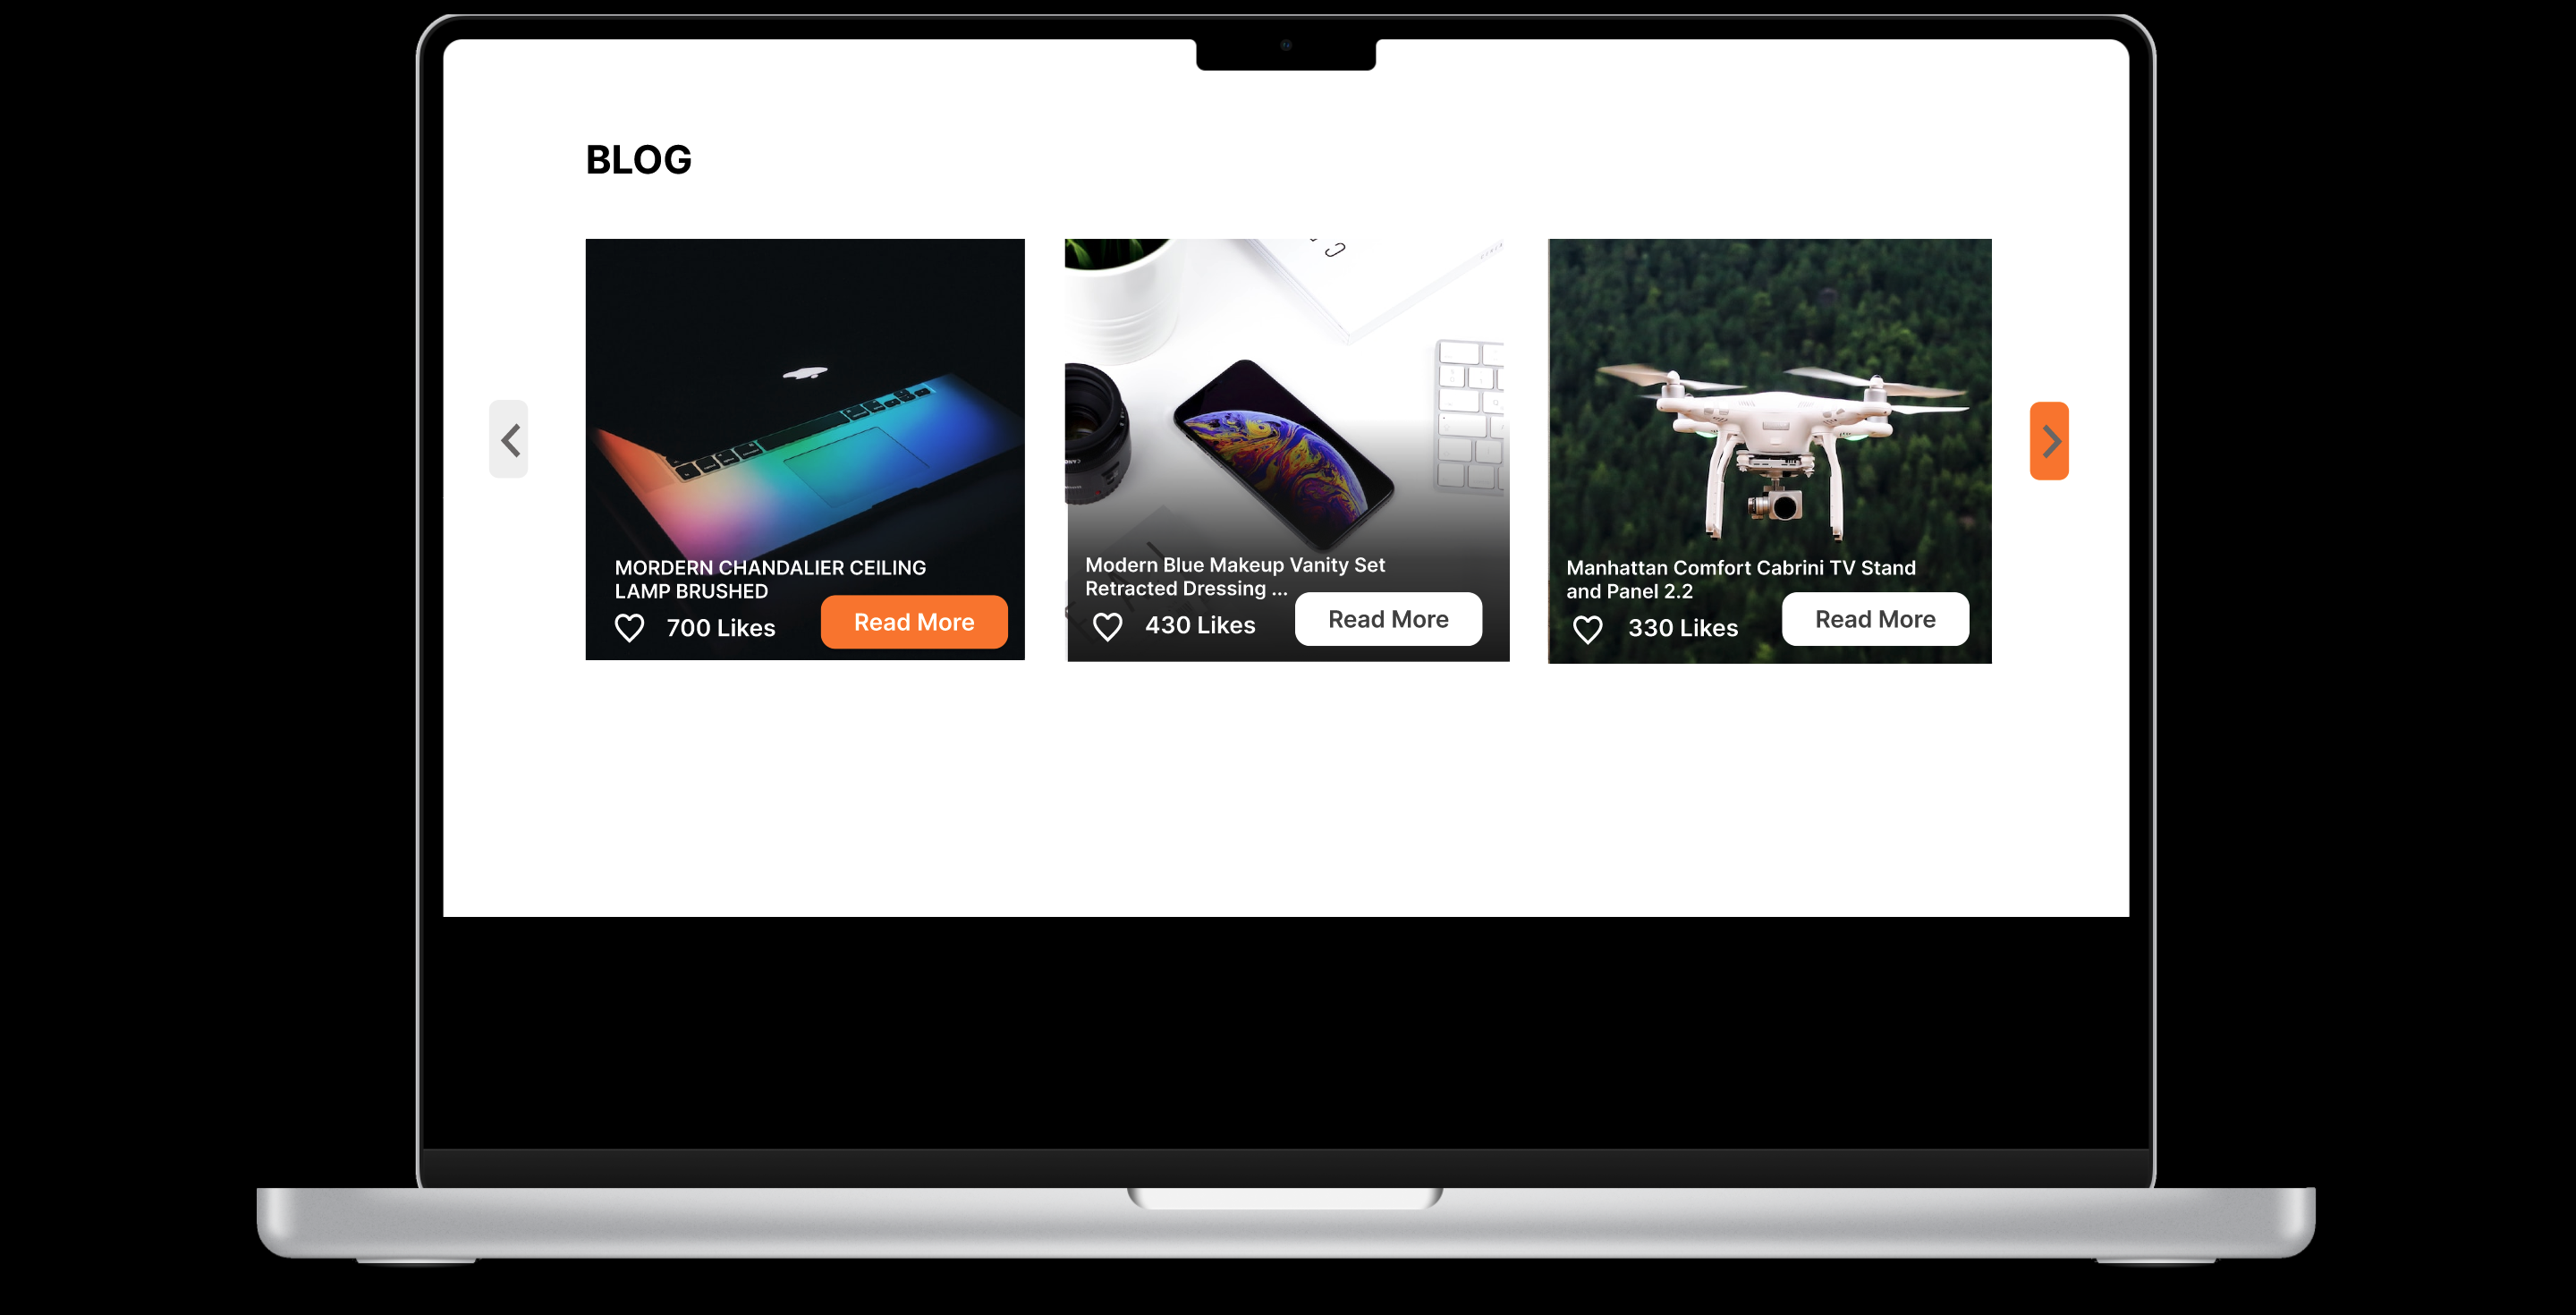 BLOG
MORDERN CHANDALIER CEILING
LAMP BRUSHED
700 Likes
Read More
Modern Blue Makeup Vanity Set
Retracted Dressing ...
430 Likes
Read More
Manhattan Comfort Cabrini TV Stand
and Panel 2.2
330 Likes
Read More